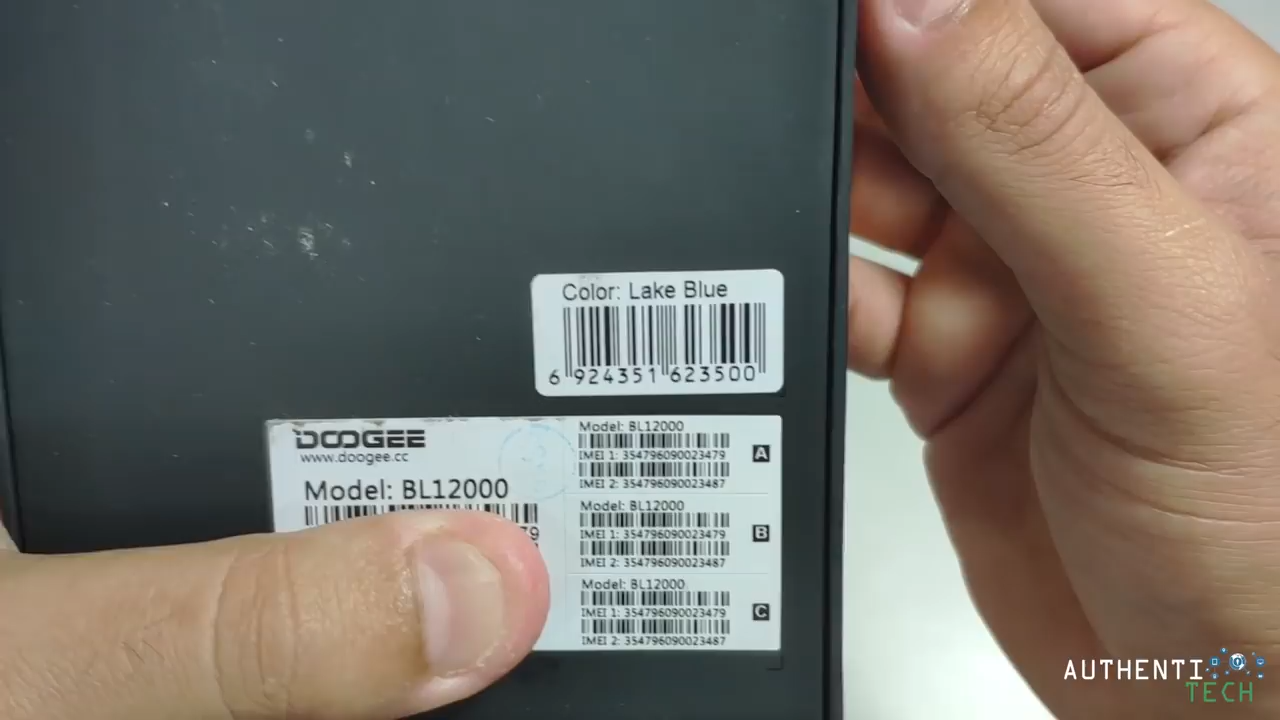 Color: Lake Blue
6 924351 623500
DOOGEE
www.doogee.cc
Model: BL12000
Model: BL12000
IMEI 1: 354796090023479
IMEI 2: 354796090023487
A
Model: BL12000
IMEI 1: 354796090023479
IMEI 2: 354796090023487
B
Model: BL12000
IMEI 1: 354796090023479
IMEI 2: 354796090023487
C
AUTHENTI
TECH